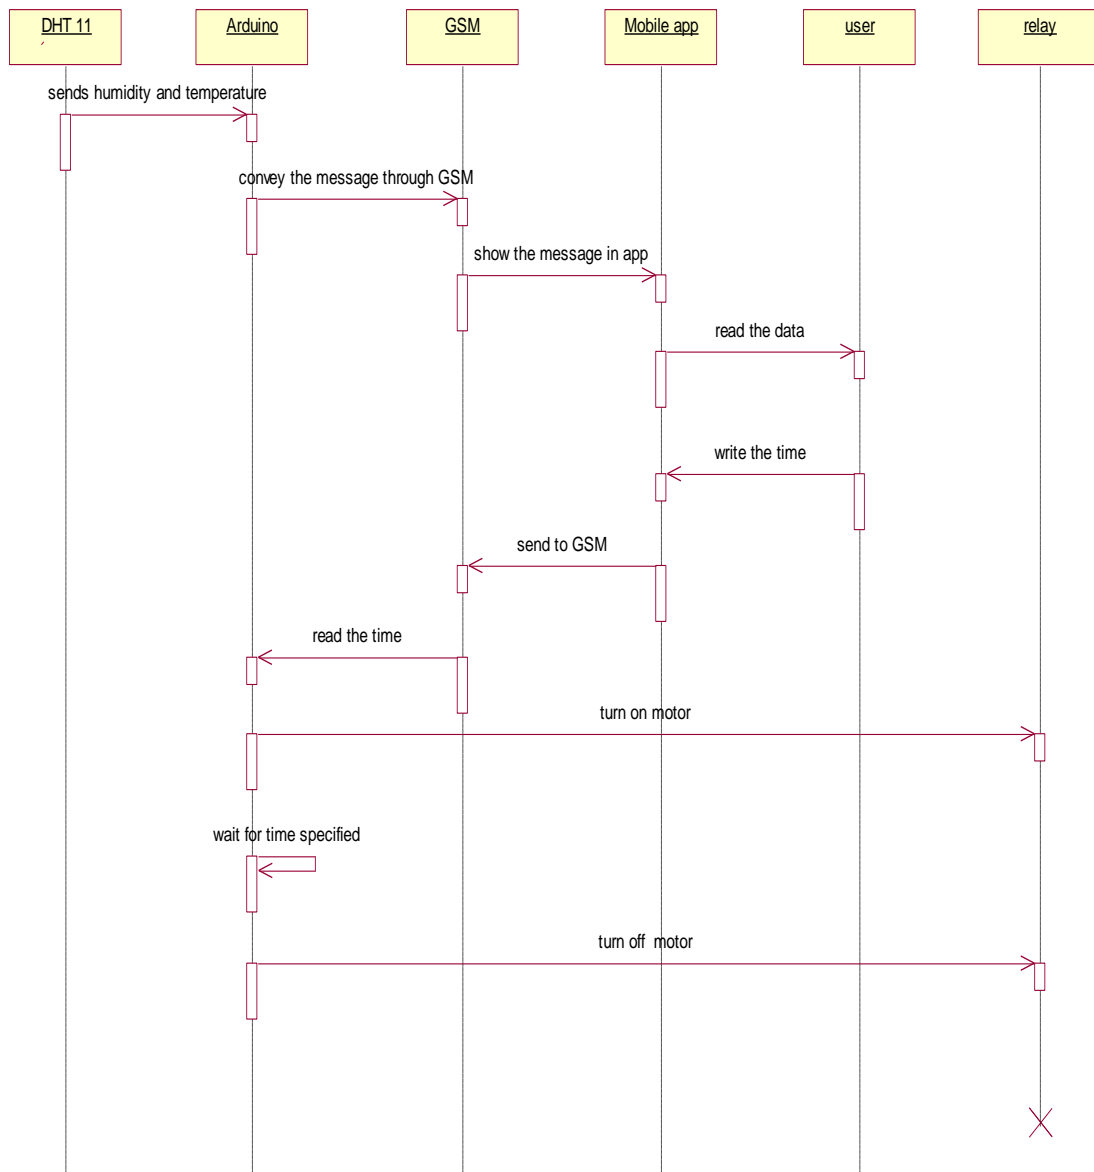 DHT 11
Arduino
GSM
Mobile app
user
relay
sends humidity and temperature
convey the message through GSM
show the message in app
read the data
write the time
send to GSM
read the time
turn on motor
wait for time specified
turn off motor